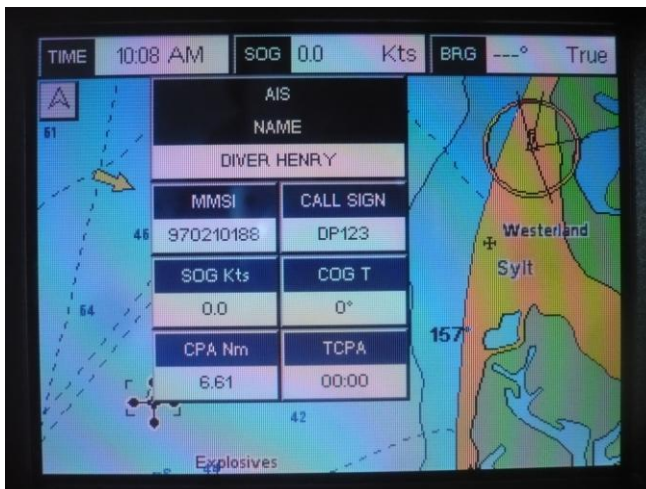 TIME 10:08 AM SOG 0.0 Kts BRG ---° True
A
AIS
NAME
DIVER HENRY
MMSI CALL SIGN
970210188 DP123
SOG Kts COG T
0.0 0°
CPA Nm TCPA
6.61 00:00
61
46
64
42
Westerland
Sylt
157°
Explosives